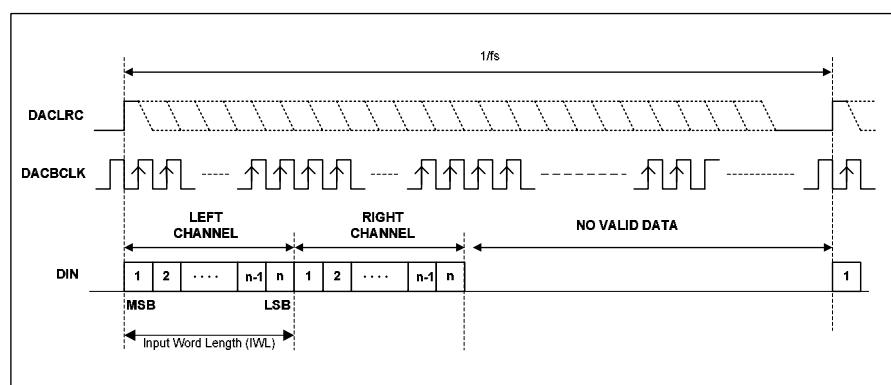 1/fs
DACLRC
DACBCLK
LEFT CHANNEL
RIGHT CHANNEL
NO VALID DATA
DIN
1 2 .... n-1 n 1 2 .... n-1 n 1
MSB LSB
Input Word Length (IWL)